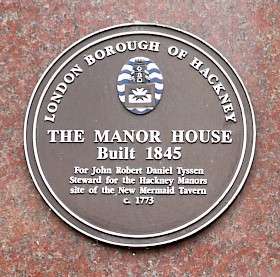 LONDON BOROUGH OF HACKNEY
THE MANOR HOUSE
Built 1845
For John Robert Daniel Tyssen
Steward for the Hackney Manors
site of the New Mermaid Tavern
c. 1773